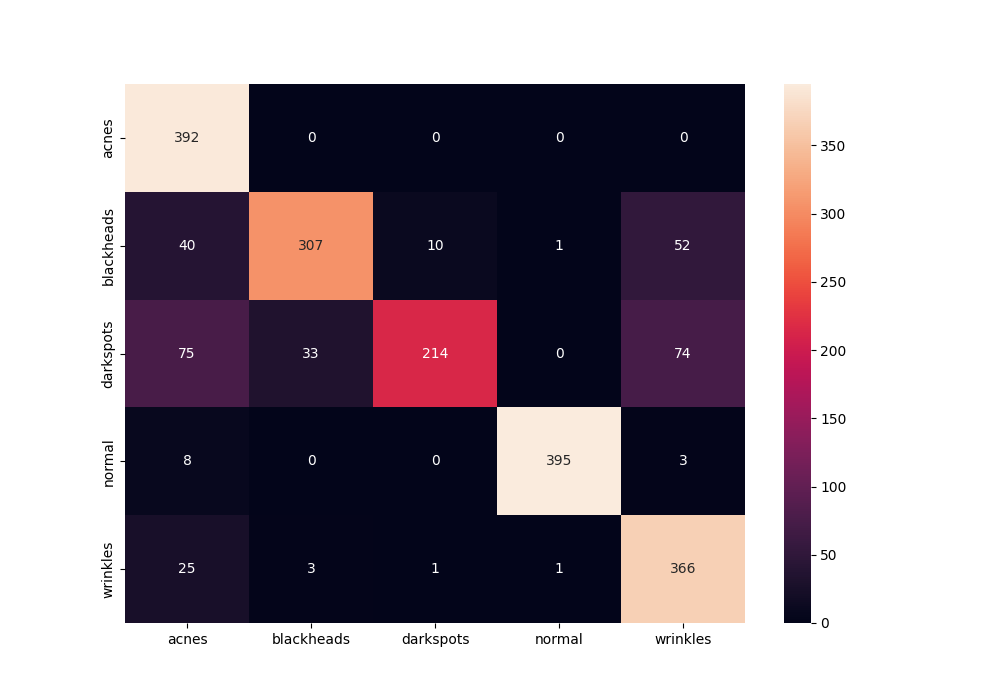 acnes 392 0 0 0 0
blackheads 40 307 10 1 52
darkspots 75 33 214 0 74
normal 8 0 0 395 3
wrinkles 25 3 1 1 366
acnes blackheads darkspots normal wrinkles
350
300
250
200
150
100
50
0